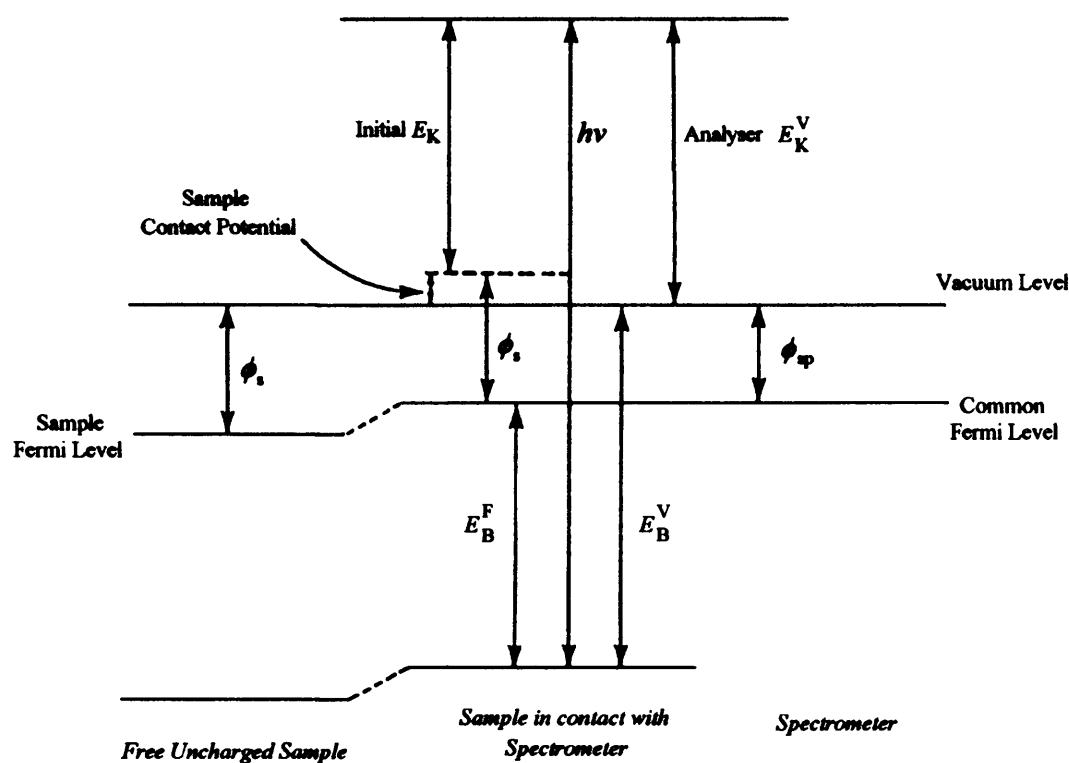 Initial E_K
hν
Analyser E_K^V
Sample
Contact Potential
Vacuum Level
ϕ_s
ϕ_s
ϕ_sp
Sample
Fermi Level
Common
Fermi Level
E_B^F
E_B^V
Free Uncharged Sample
Sample in contact with
Spectrometer
Spectrometer